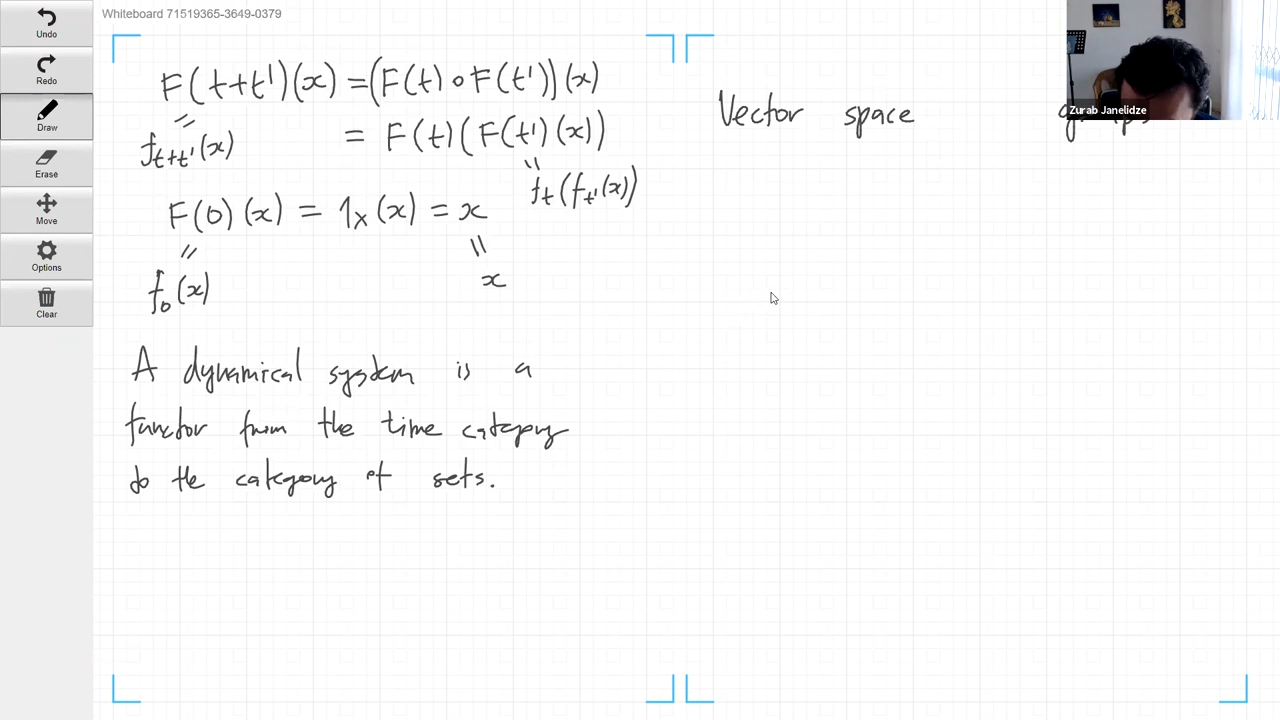 Whiteboard 71519365-3649-0379
Undo
Redo
Draw
Erase
Move
Options
Clear
F(t+t')(x) = (F(t) ∘ F(t'))(x)
= F(t)(F(t')(x))
f_{t+t'}(x)
f_t(f_{t'}(x))
F(0)(x) = 1_X(x) = x
f_0(x)
x
A dynamical system is a
functor from the time category
to the category of sets.
Vector space
Zurab Janelidze